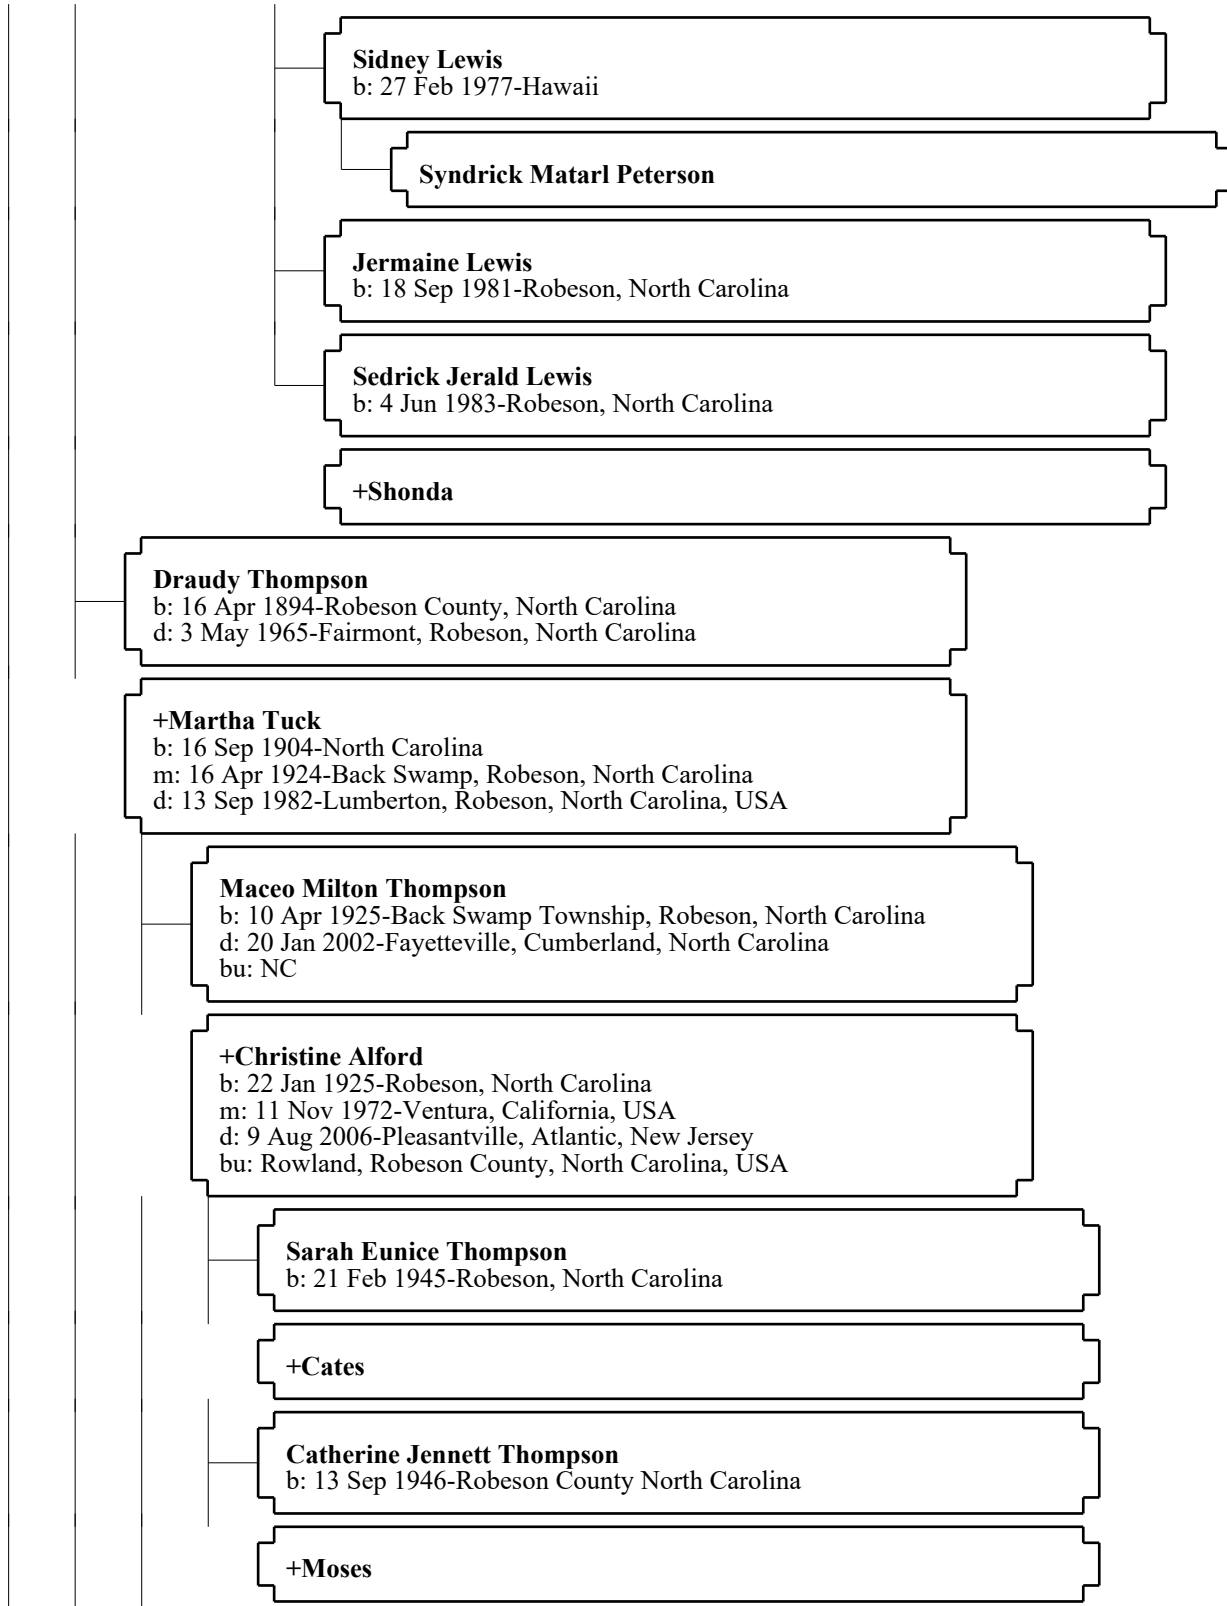 Sidney Lewis
b: 27 Feb 1977-Hawaii
Syndrick Matarl Peterson
Jermaine Lewis
b: 18 Sep 1981-Robeson, North Carolina
Sedrick Jerald Lewis
b: 4 Jun 1983-Robeson, North Carolina
+Shonda
Draudy Thompson
b: 16 Apr 1894-Robeson County, North Carolina
d: 3 May 1965-Fairmont, Robeson, North Carolina
+Martha Tuck
b: 16 Sep 1904-North Carolina
m: 16 Apr 1924-Back Swamp, Robeson, North Carolina
d: 13 Sep 1982-Lumberton, Robeson, North Carolina, USA
Maceo Milton Thompson
b: 10 Apr 1925-Back Swamp Township, Robeson, North Carolina
d: 20 Jan 2002-Fayetteville, Cumberland, North Carolina
bu: NC
+Christine Alford
b: 22 Jan 1925-Robeson, North Carolina
m: 11 Nov 1972-Ventura, California, USA
d: 9 Aug 2006-Pleasantville, Atlantic, New Jersey
bu: Rowland, Robeson County, North Carolina, USA
Sarah Eunice Thompson
b: 21 Feb 1945-Robeson, North Carolina
+Cates
Catherine Jennett Thompson
b: 13 Sep 1946-Robeson County North Carolina
+Moses